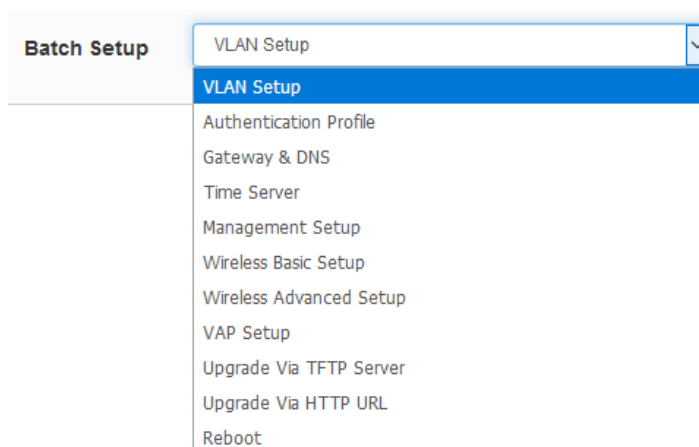 Batch Setup
VLAN Setup
VLAN Setup
Authentication Profile
Gateway & DNS
Time Server
Management Setup
Wireless Basic Setup
Wireless Advanced Setup
VAP Setup
Upgrade Via TFTP Server
Upgrade Via HTTP URL
Reboot